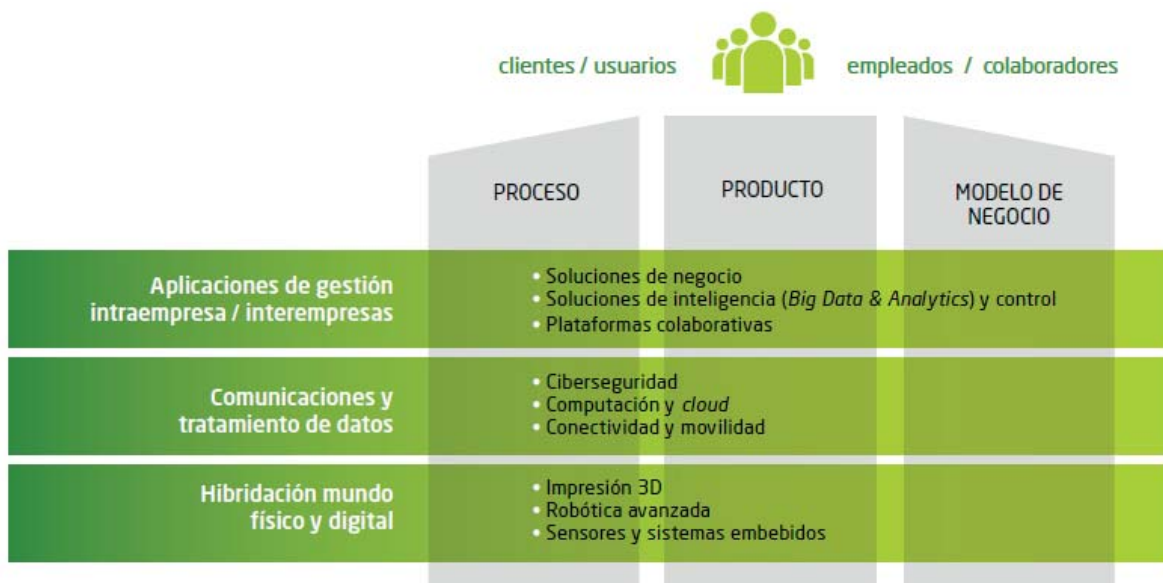 clientes / usuarios
empleados / colaboradores
PROCESO
PRODUCTO
MODELO DE
NEGOCIO
Aplicaciones de gestión
intraempresa / interempresas
• Soluciones de negocio
• Soluciones de inteligencia (Big Data & Analytics) y control
• Plataformas colaborativas
Comunicaciones y
tratamiento de datos
• Ciberseguridad
• Computación y cloud
• Conectividad y movilidad
Hibridación mundo
físico y digital
• Impresión 3D
• Robótica avanzada
• Sensores y sistemas embebidos